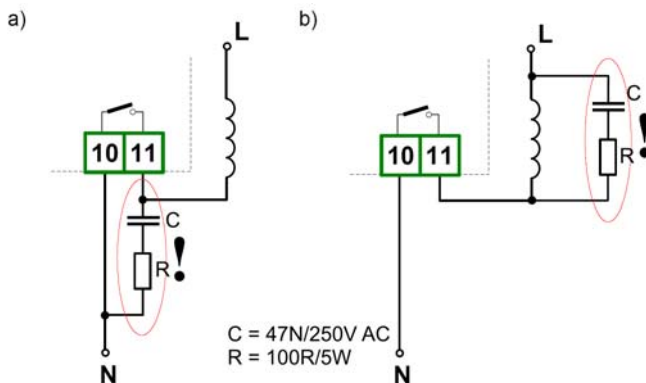 a)
L
10 11
C
R !
N
b)
L
10 11
C
R !
N
C = 47N/250V AC
R = 100R/5W